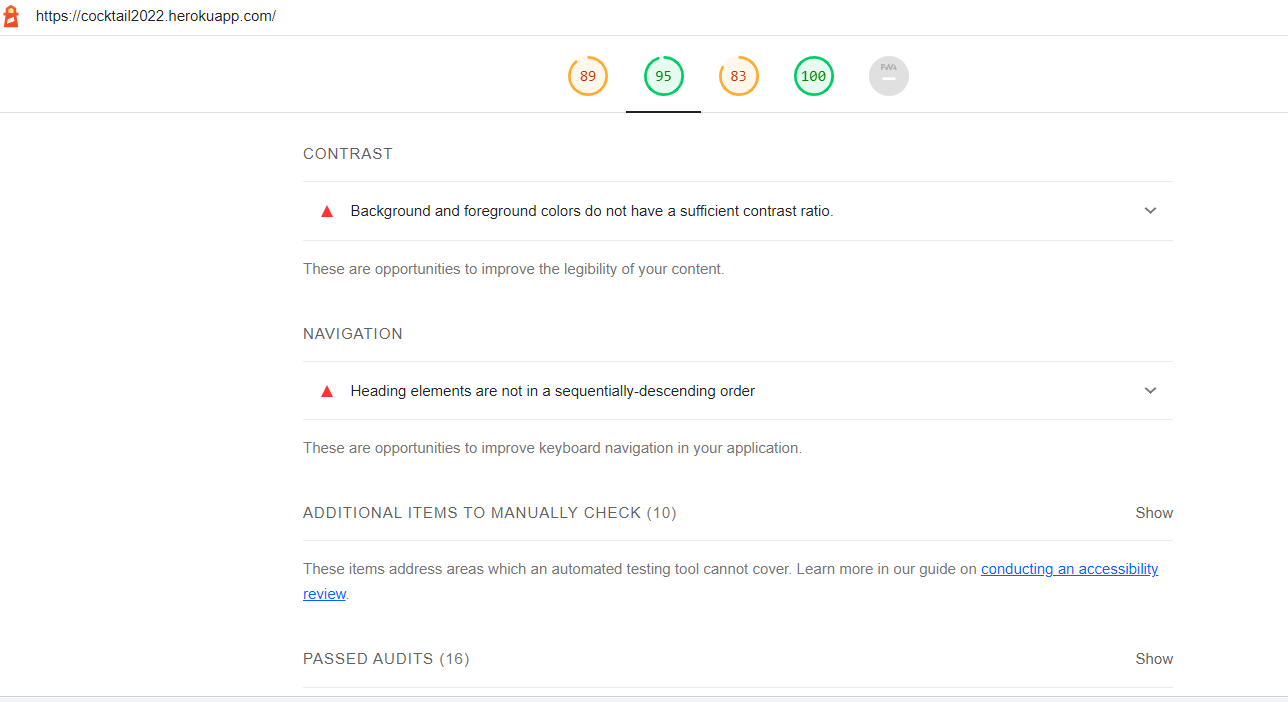 https://cocktail2022.herokuapp.com/
89 95 83 100 PWA
CONTRAST
Background and foreground colors do not have a sufficient contrast ratio.
These are opportunities to improve the legibility of your content.
NAVIGATION
Heading elements are not in a sequentially-descending order
These are opportunities to improve keyboard navigation in your application.
ADDITIONAL ITEMS TO MANUALLY CHECK (10) Show
These items address areas which an automated testing tool cannot cover. Learn more in our guide on conducting an accessibility
review.
PASSED AUDITS (16) Show